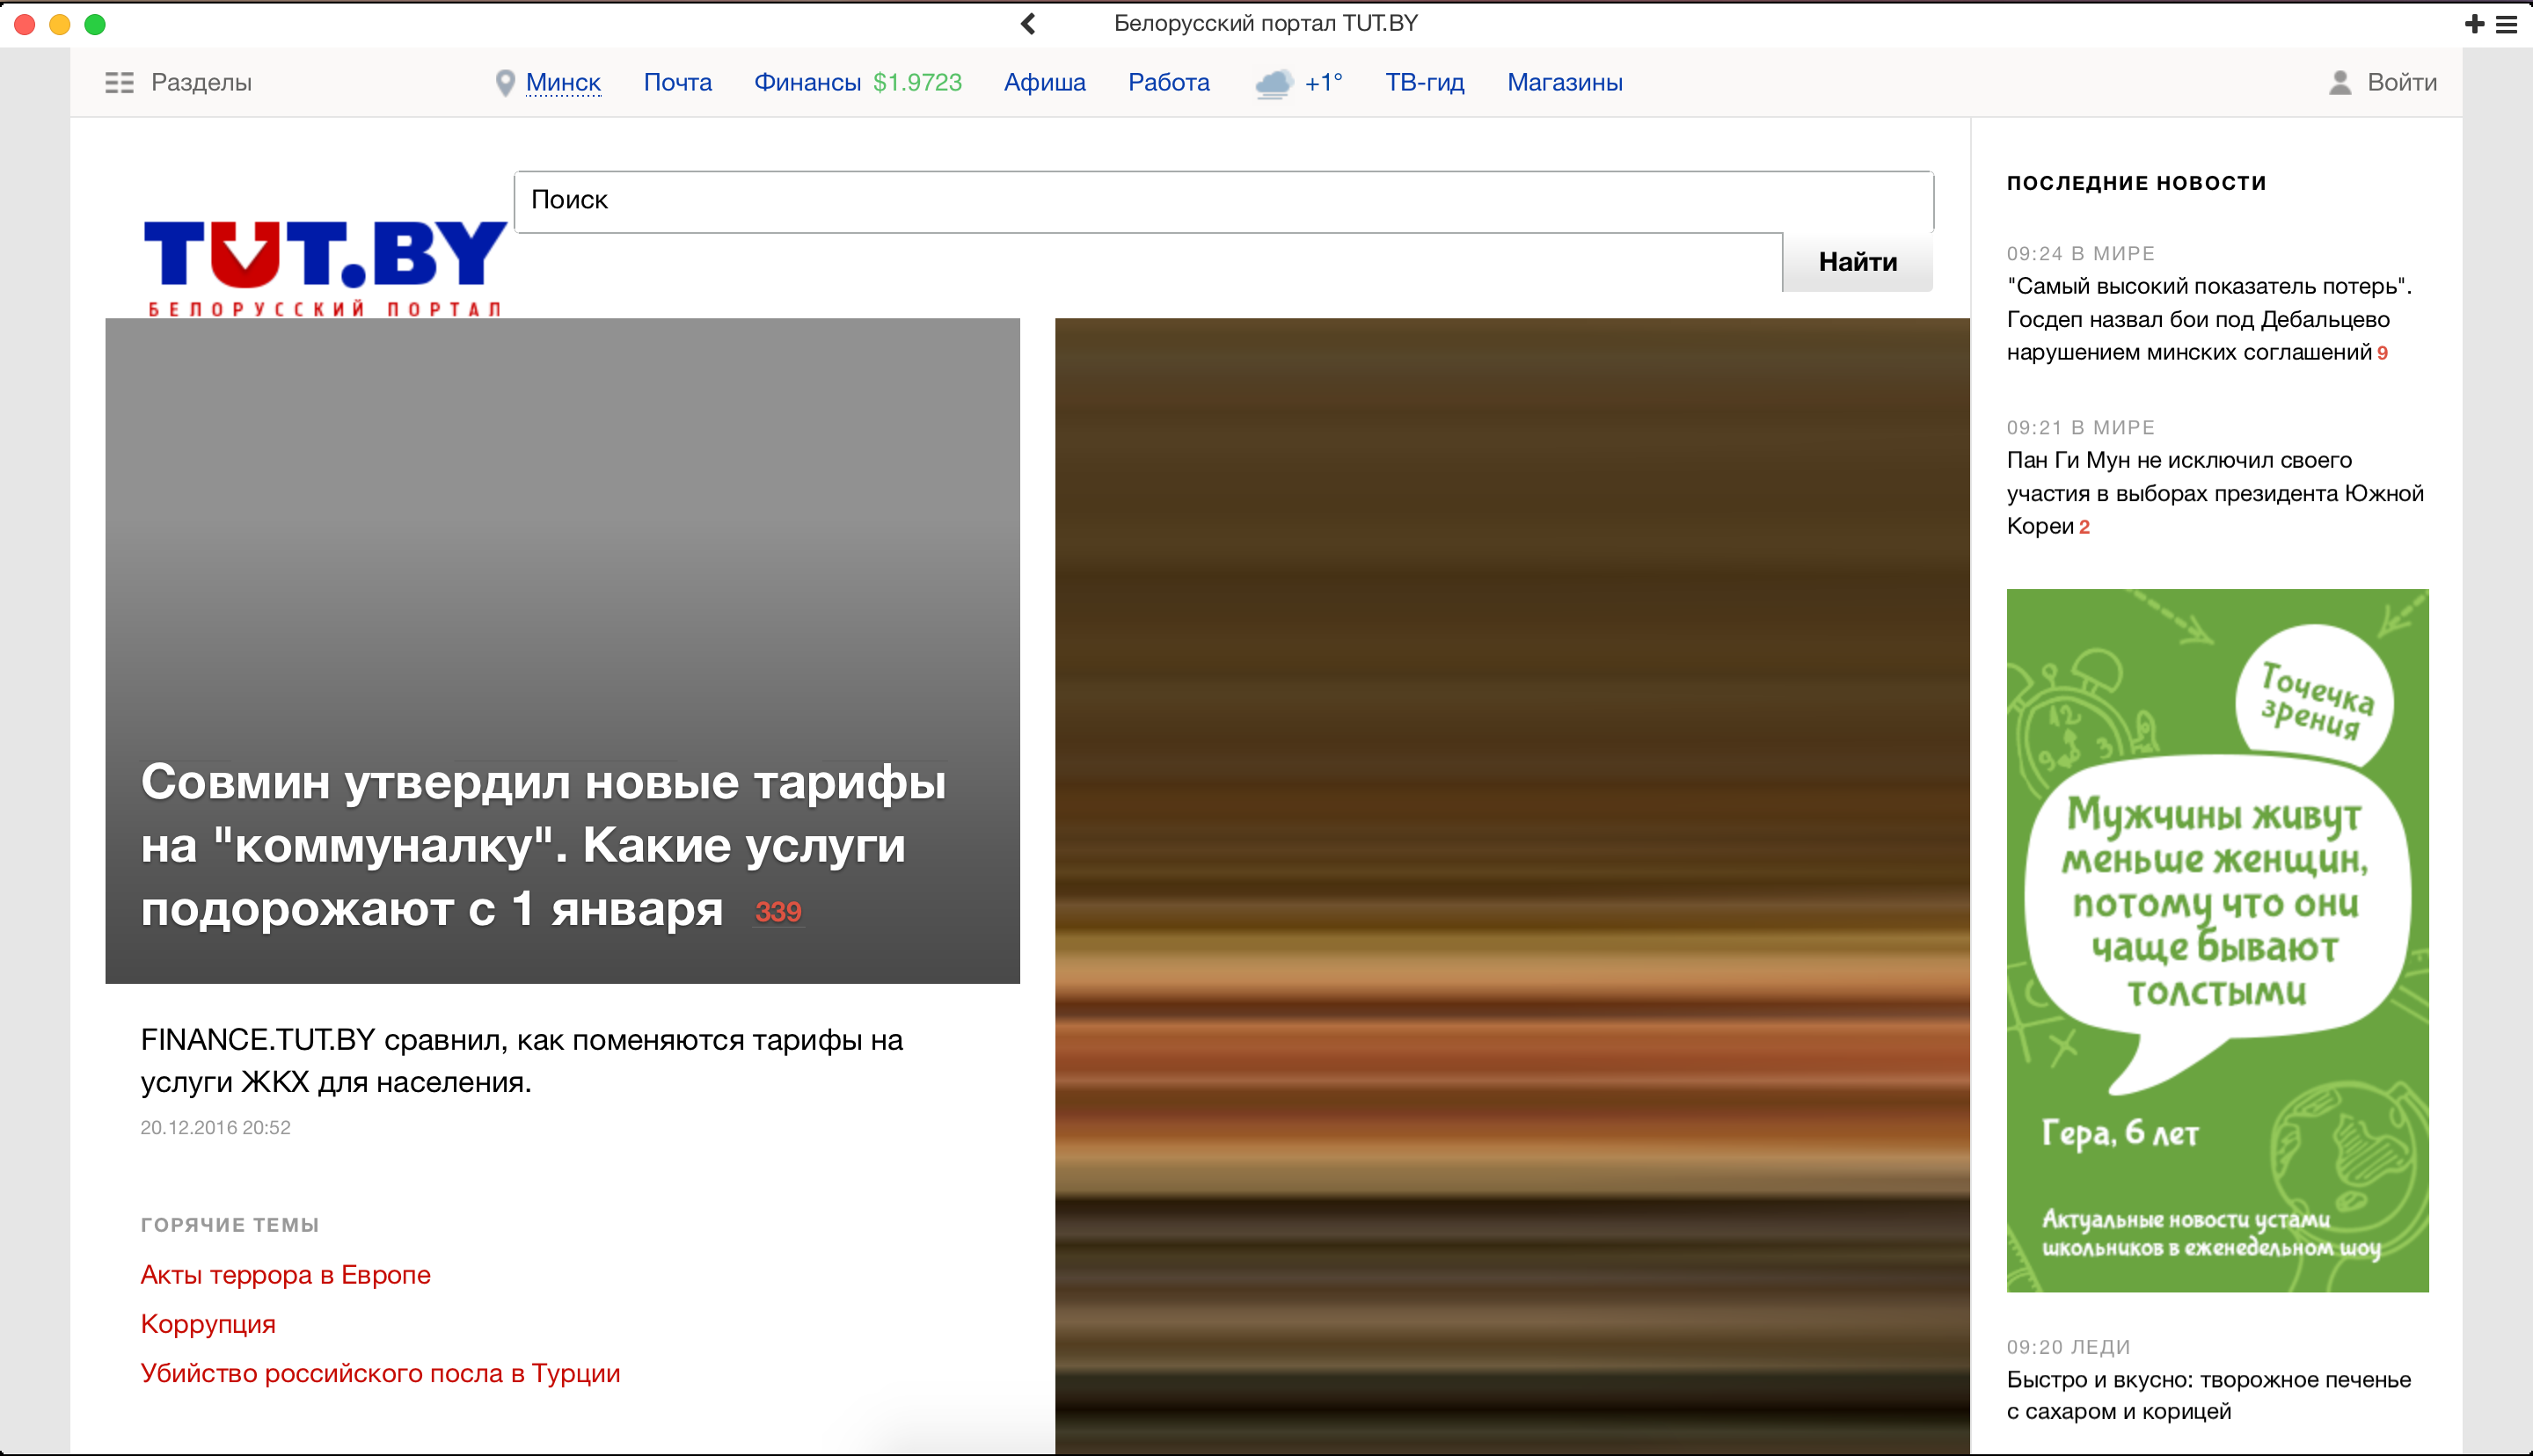 Белорусский портал TUT.BY
Разделы
Минск
Почта
Финансы $1.9723
Афиша
Работа
+1°
ТВ-гид
Магазины
Войти
TUT.BY
БЕЛОРУССКИЙ ПОРТАЛ
Поиск
Найти
Совмин утвердил новые тарифы
на "коммуналку". Какие услуги
подорожают с 1 января 339
FINANCE.TUT.BY сравнил, как поменяются тарифы на
услуги ЖКХ для населения.
20.12.2016 20:52
ГОРЯЧИЕ ТЕМЫ
Акты террора в Европе
Коррупция
Убийство российского посла в Турции
ПОСЛЕДНИЕ НОВОСТИ
09:24 В МИРЕ
"Самый высокий показатель потерь".
Госдеп назвал бои под Дебальцево
нарушением минских соглашений 9
09:21 В МИРЕ
Пан Ги Мун не исключил своего
участия в выборах президента Южной
Кореи 2
Точечка
зрения
12
9 3
Мужчины живут
меньше женщин,
потому что они
чаще бывают
толстыми
Гера, 6 лет
Актуальные новости устами
школьников в еженедельном шоу
09:20 ЛЕДИ
Быстро и вкусно: творожное печенье
с сахаром и корицей